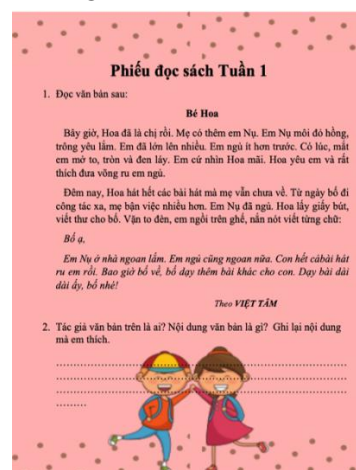 Phiếu đọc sách Tuần 1
1. Đọc văn bản sau:
Bé Hoa
Bây giờ, Hoa đã là chị rồi. Mẹ có thêm em Nụ. Em Nụ môi đỏ hồng,
trông yêu lắm. Em đã lớn lên nhiều. Em ngủ ít hơn trước. Có lúc, mắt
em mở to, tròn và đen láy. Em cứ nhìn Hoa mãi. Hoa yêu em và rất
thích đưa võng ru em ngủ.
Đêm nay, Hoa hát hết các bài hát mà mẹ vẫn chưa về. Từ ngày bố đi
công tác xa, mẹ bận việc nhiều hơn. Em Nụ đã ngủ. Hoa lấy giấy bút,
viết thư cho bố. Vặn to đèn, em ngồi trên ghế, nắn nót viết từng chữ:
Bố ạ,
Em Nụ ở nhà ngoan lắm. Em ngủ cũng ngoan nữa. Con hết cảbài hát
ru em rồi. Bao giờ bố về, bố dạy thêm bài khác cho con. Dạy bài dài
dài ấy, bố nhé!
Theo VIỆT TÂM
2. Tác giả văn bản trên là ai? Nội dung văn bản là gì? Ghi lại nội dung
mà em thích.